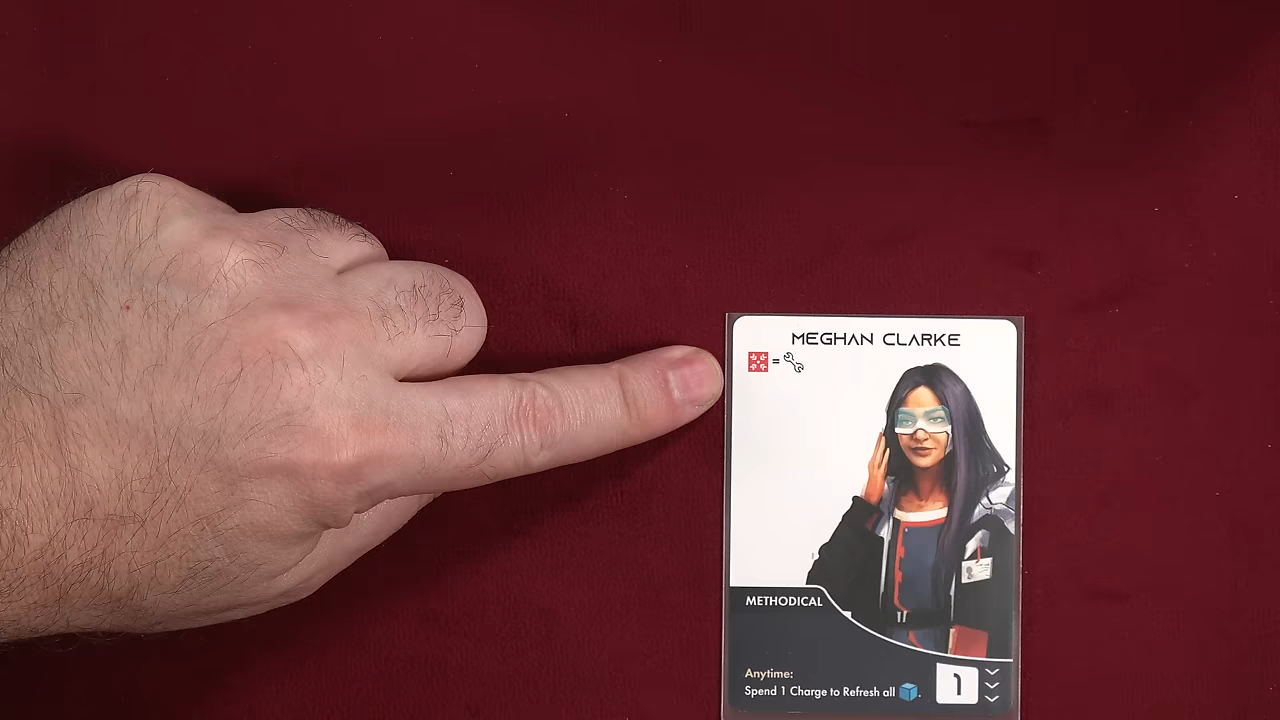 MEGHAN CLARKE
=
METHODICAL
Anytime:
Spend 1 Charge to Refresh all .
1